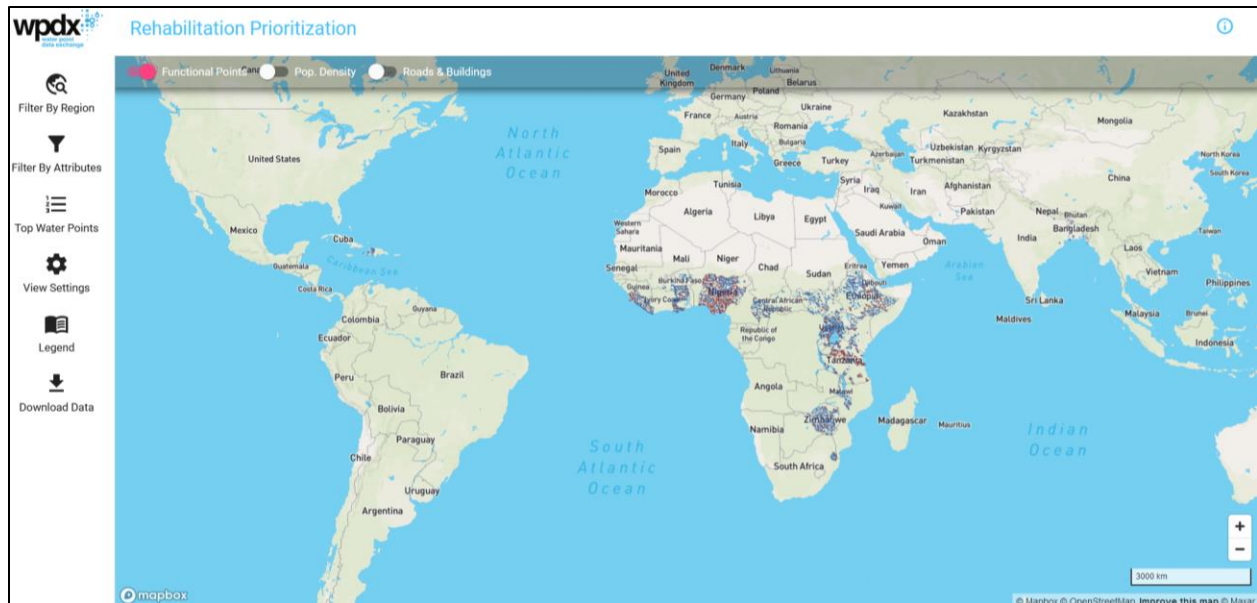 wpdx
water point
data exchange
Rehabilitation Prioritization
Filter By Region
Filter By Attributes
Top Water Points
View Settings
Legend
Download Data
Functional Points
Pop. Density
Roads & Buildings
United
Kingdom
Denmark
Lithuania
Belarus
Poland
Germany
Ukraine
France
Austria
Romania
Kazakhstan
Mongolia
North
Atlantic
Ocean
Italy
Bulgaria
Spain
Greece
Turkey
Azerbaijan
Uzbekistan
Kyrgyzstan
Turkmenistan
North Korea
South Korea
United States
China
Tunisia
Syria
Iraq
Iran
Afghanistan
Morocco
Kuwait
Pakistan
Nepal
Bhutan
Algeria
Libya
Egypt
Western
Sahara
Saudi Arabia
Bangladesh
Taiwan
Mexico
Cuba
Oman
India
Mauritania
Laos
Mali
Niger
Chad
Sudan
Eritrea
Yemen
Arabian
Sea
Guatemala
Caribbean Sea
Senegal
Vietnam
Philippines
Costa Rica
Guinea
Burkina Faso
Nigeria
Djibouti
Ethiopia
Ivory Coast
Central African
Republic
Sri Lanka
Guyana
Colombia
Maldives
Malaysia
Brunei
Ecuador
Republic of
the Congo
Uganda
Indonesia
Peru
Brazil
Tanzania
Angola
Malawi
Bolivia
Zimbabwe
Madagascar
Mauritius
Namibia
Indian
Ocean
Paraguay
South
Atlantic
Ocean
Chile
South Africa
Uruguay
Argentina
+
−
3000 km
mapbox
© Mapbox © OpenStreetMap Improve this map © Maxar